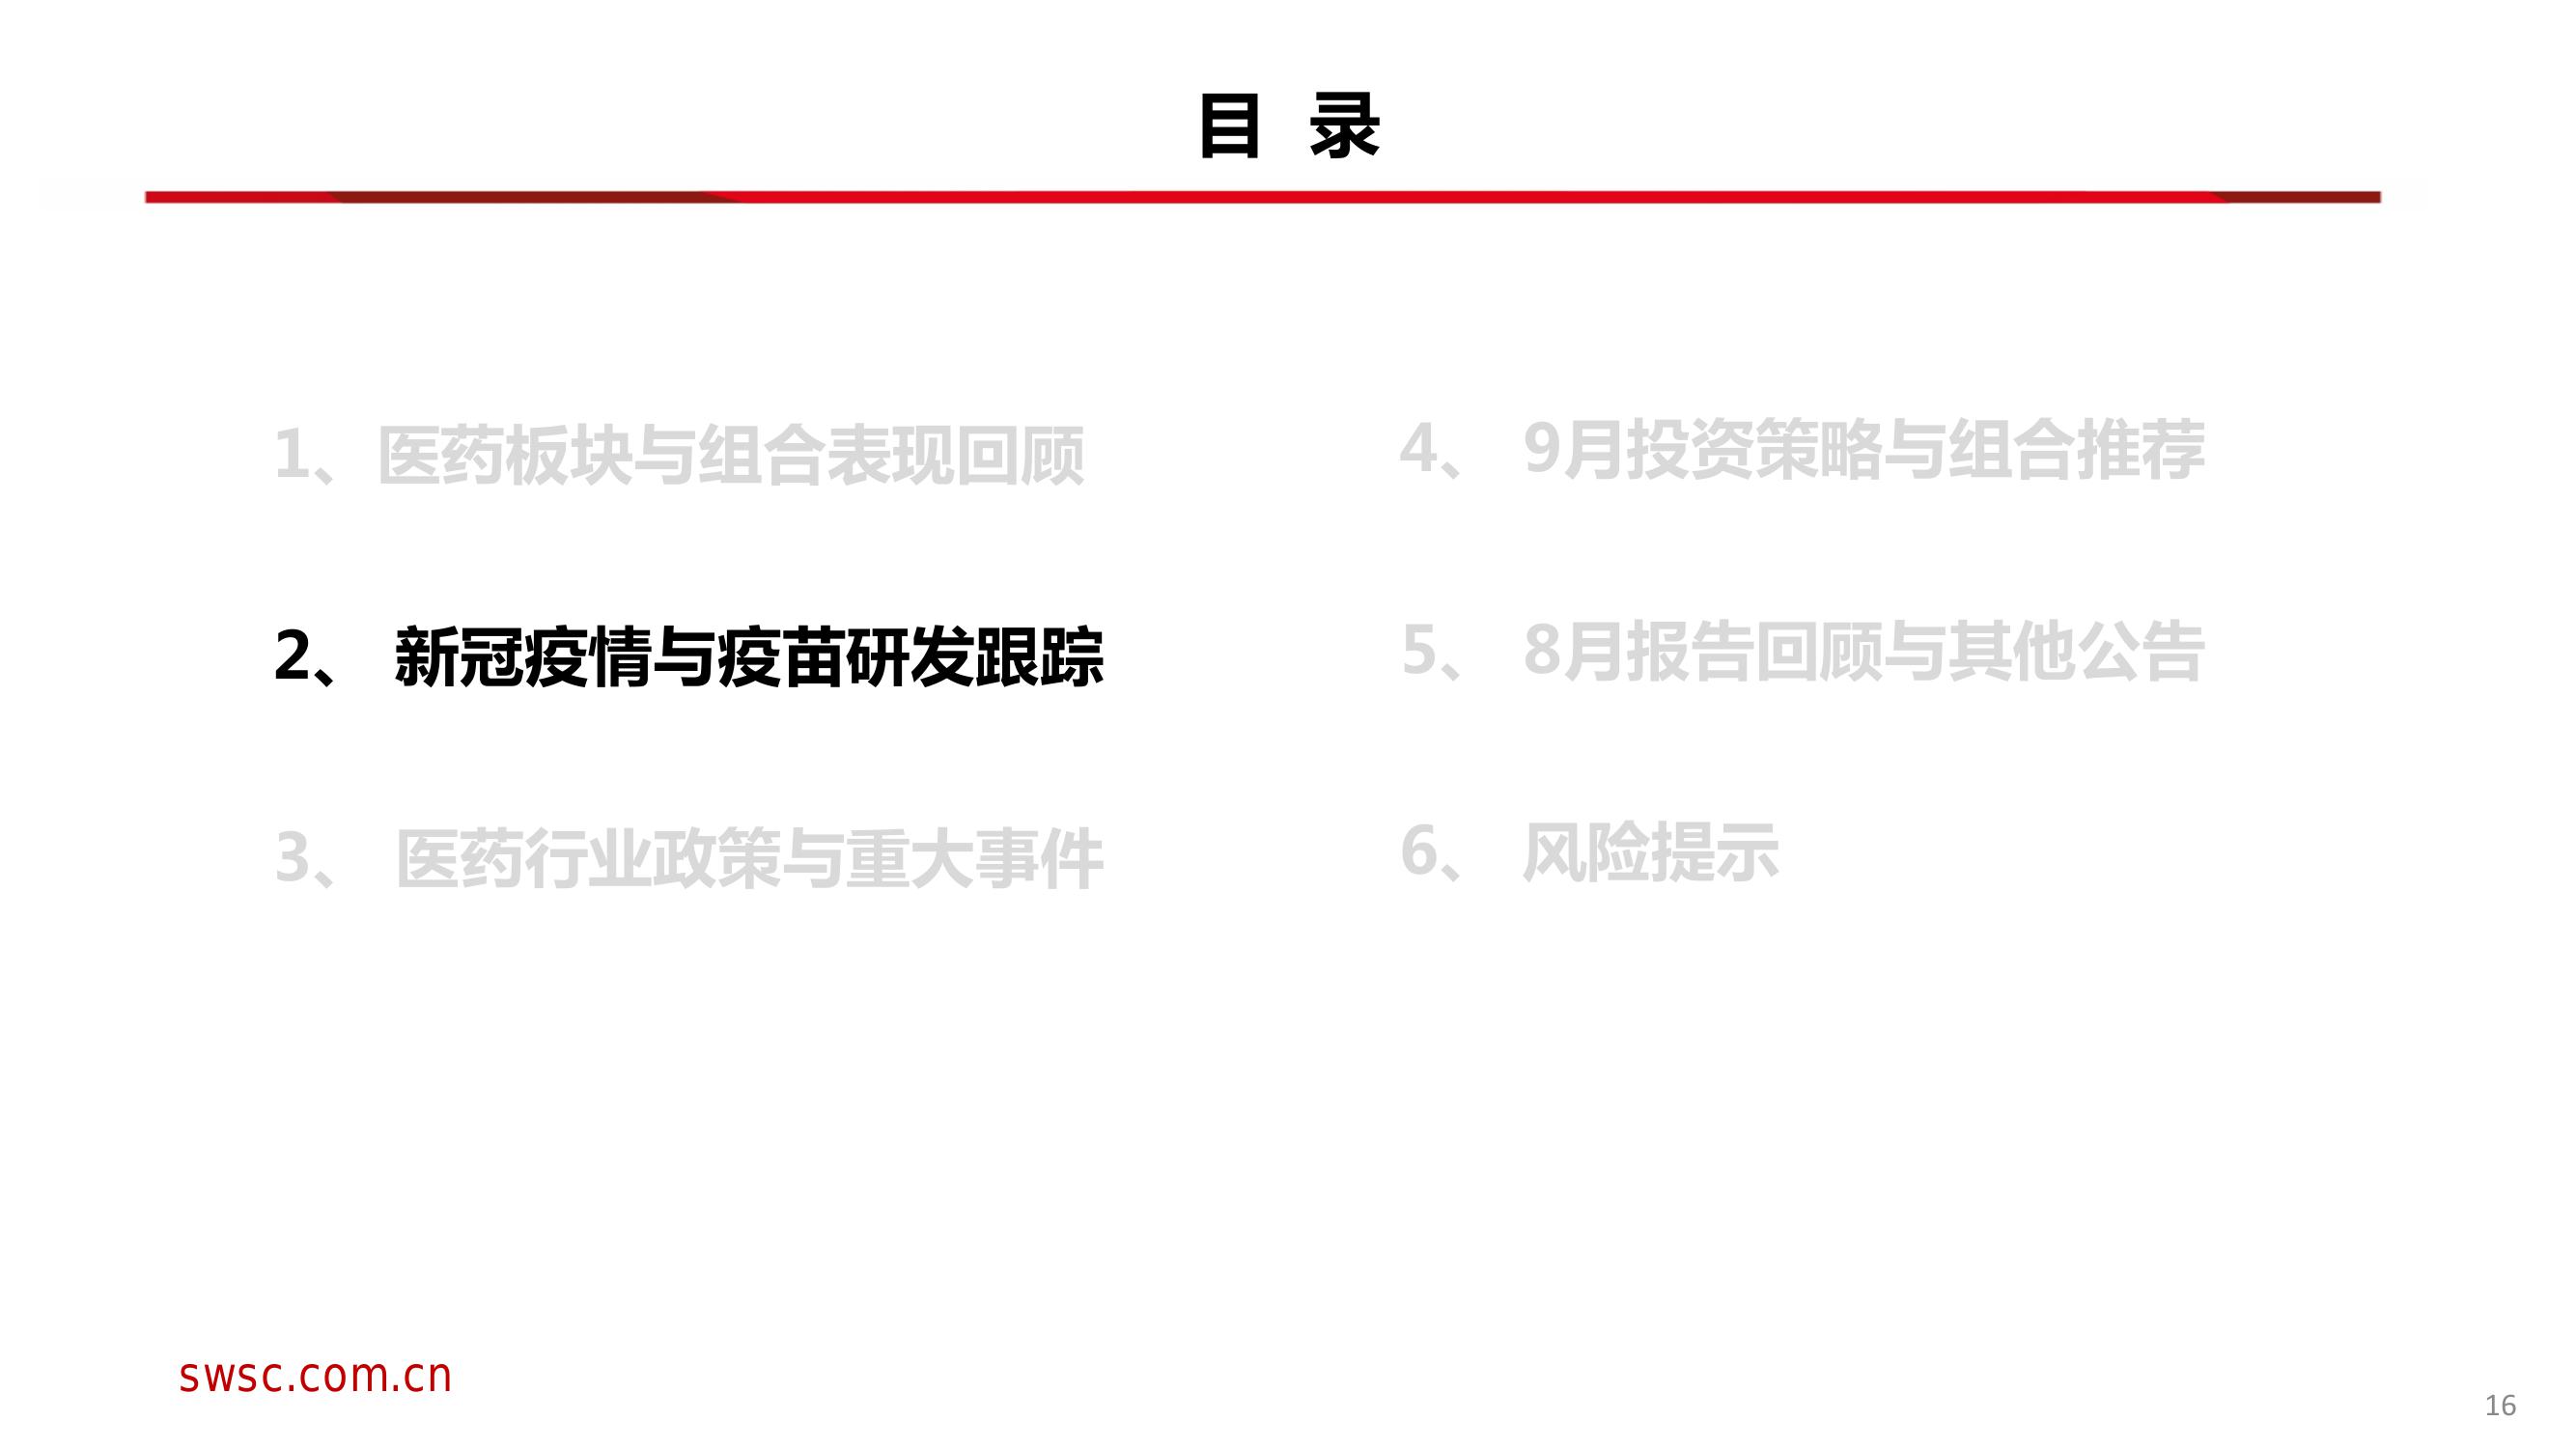 目 录
1、 医药板块与组合表现回顾
2、 新冠疫情与疫苗研发跟踪
3、 医药行业政策与重大事件
4、 9月投资策略与组合推荐
5、 8月报告回顾与其他公告
6、 风险提示
swsc.com.cn
16